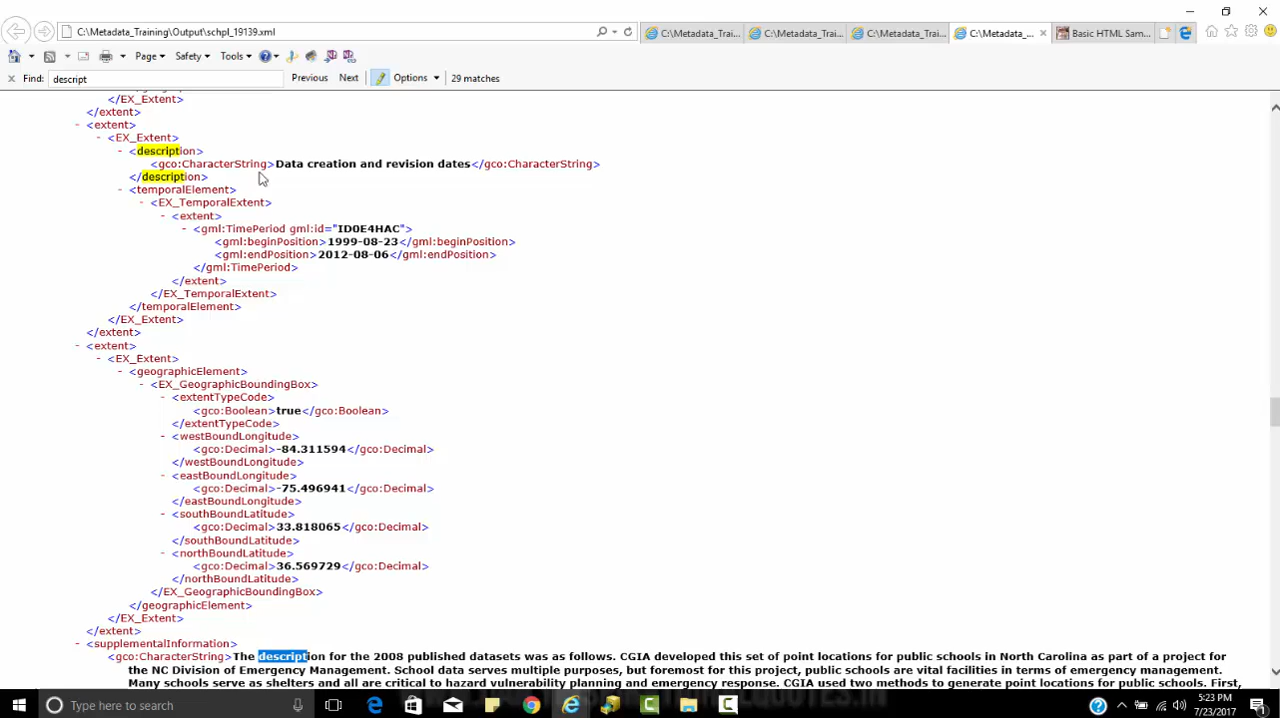 C:\Metadata_Training\Output\schpl_19139.xml
C:\Metadata_Trai...
C:\Metadata_Trai...
C:\Metadata_Trai...
C:\Metadata_...
Basic HTML Sam...
Page Safety Tools
× Find: descript Previous Next Options 29 matches
</EX_Extent>
</extent>
- <extent>
- <EX_Extent>
- <description>
<gco:CharacterString>Data creation and revision dates</gco:CharacterString>
</description>
- <temporalElement>
- <EX_TemporalExtent>
- <extent>
- <gml:TimePeriod gml:id="ID0E4HAC">
<gml:beginPosition>1999-08-23</gml:beginPosition>
<gml:endPosition>2012-08-06</gml:endPosition>
</gml:TimePeriod>
</extent>
</EX_TemporalExtent>
</temporalElement>
</EX_Extent>
</extent>
- <extent>
- <EX_Extent>
- <geographicElement>
- <EX_GeographicBoundingBox>
- <extentTypeCode>
<gco:Boolean>true</gco:Boolean>
</extentTypeCode>
- <westBoundLongitude>
<gco:Decimal>-84.311594</gco:Decimal>
</westBoundLongitude>
- <eastBoundLongitude>
<gco:Decimal>-75.496941</gco:Decimal>
</eastBoundLongitude>
- <southBoundLatitude>
<gco:Decimal>33.818065</gco:Decimal>
</southBoundLatitude>
- <northBoundLatitude>
<gco:Decimal>36.569729</gco:Decimal>
</northBoundLatitude>
</EX_GeographicBoundingBox>
</geographicElement>
</EX_Extent>
</extent>
- <supplementalInformation>
<gco:CharacterString>The description for the 2008 published datasets was as follows. CGIA developed this set of point locations for public schools in North Carolina as part of a project for
the NC Division of Emergency Management. School data serves multiple purposes, but foremost for this project, public schools are vital facilities in terms of emergency management.
Many schools serve as shelters and all are critical to hazard vulnerability planning and emergency response. CGIA used two methods to generate point locations for public schools. First,
Type here to search
5:23 PM
7/23/2017